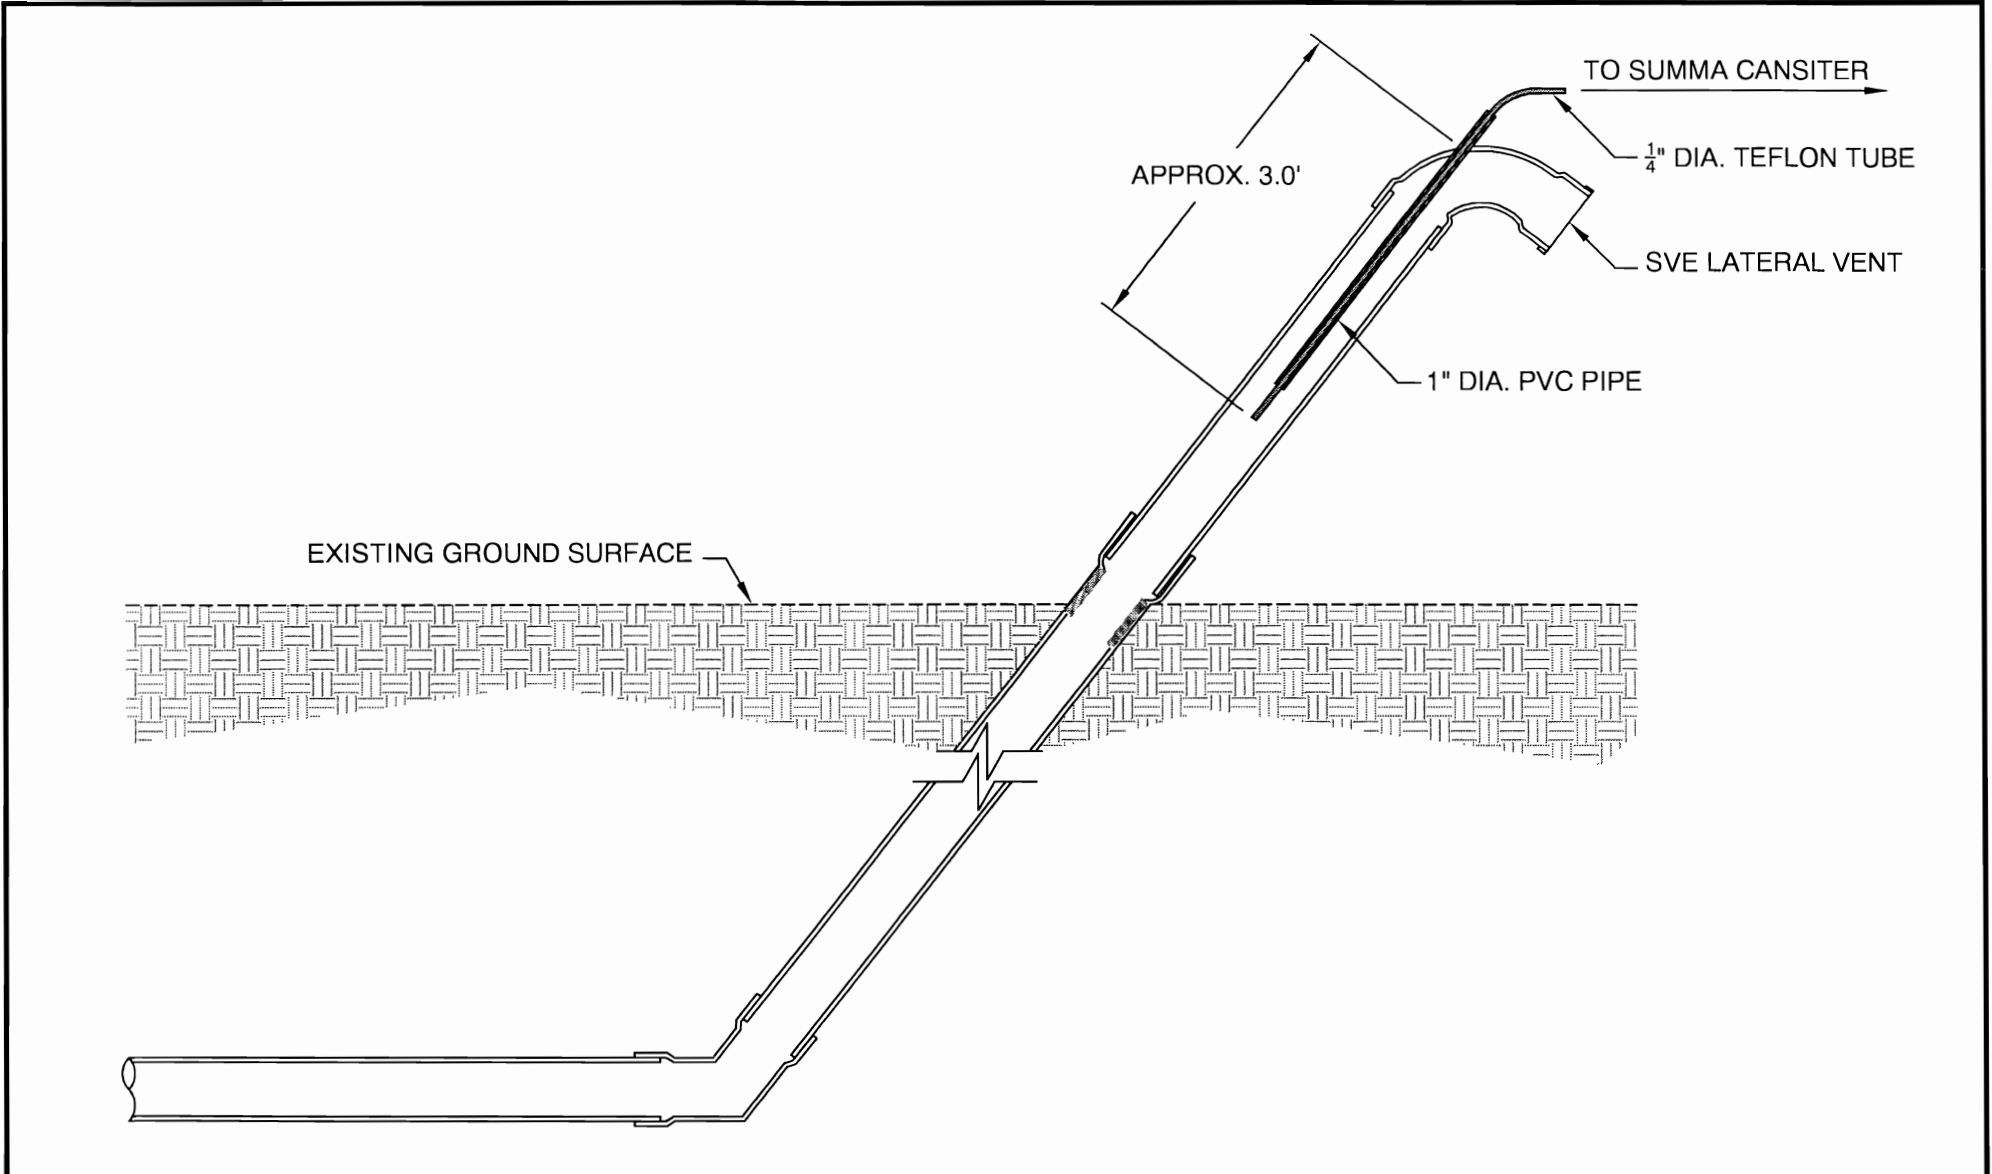 TO SUMMA CANSITER
1/4" DIA. TEFLON TUBE
APPROX. 3.0'
SVE LATERAL VENT
1" DIA. PVC PIPE
EXISTING GROUND SURFACE